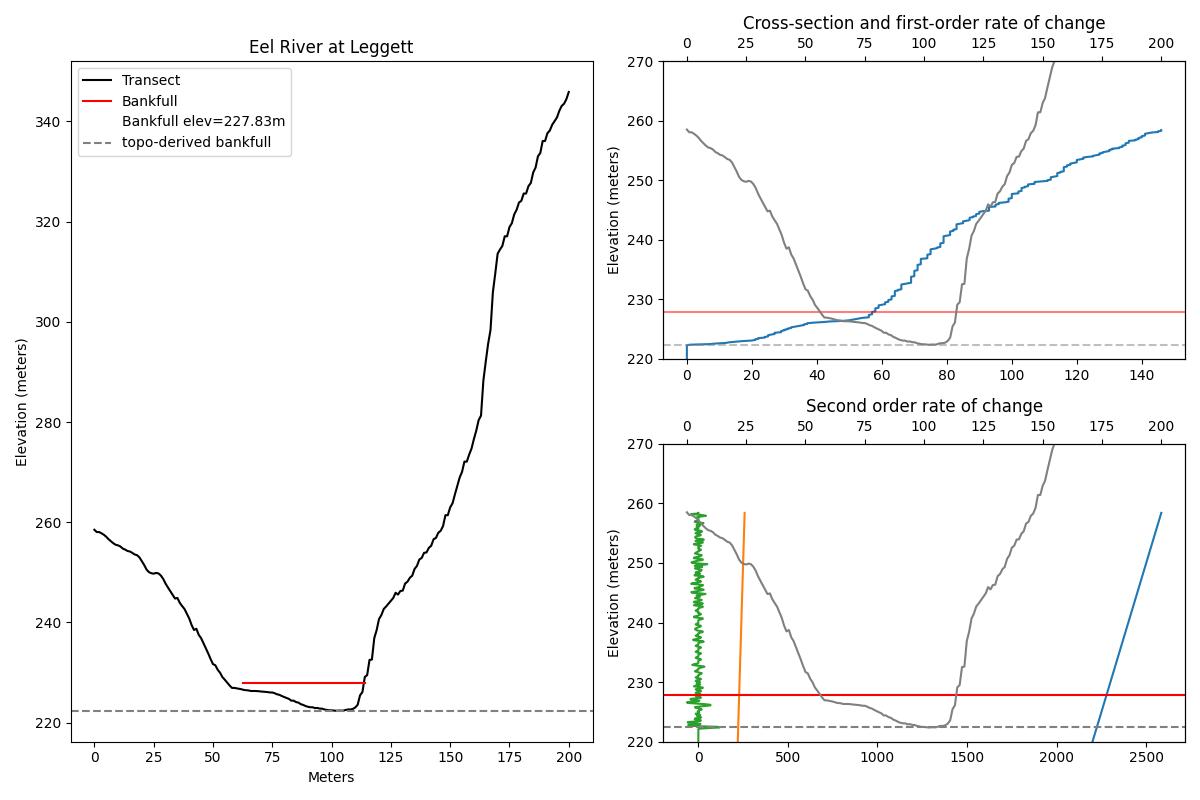 Eel River at Leggett
Transect
Bankfull
Bankfull elev=227.83m
topo-derived bankfull
Elevation (meters)
340
320
300
280
260
240
220
0 25 50 75 100 125 150 175 200
Meters
Cross-section and first-order rate of change
0 25 50 75 100 125 150 175 200
Elevation (meters)
270
260
250
240
230
220
0 20 40 60 80 100 120 140
Second order rate of change
0 25 50 75 100 125 150 175 200
Elevation (meters)
270
260
250
240
230
220
0 500 1000 1500 2000 2500